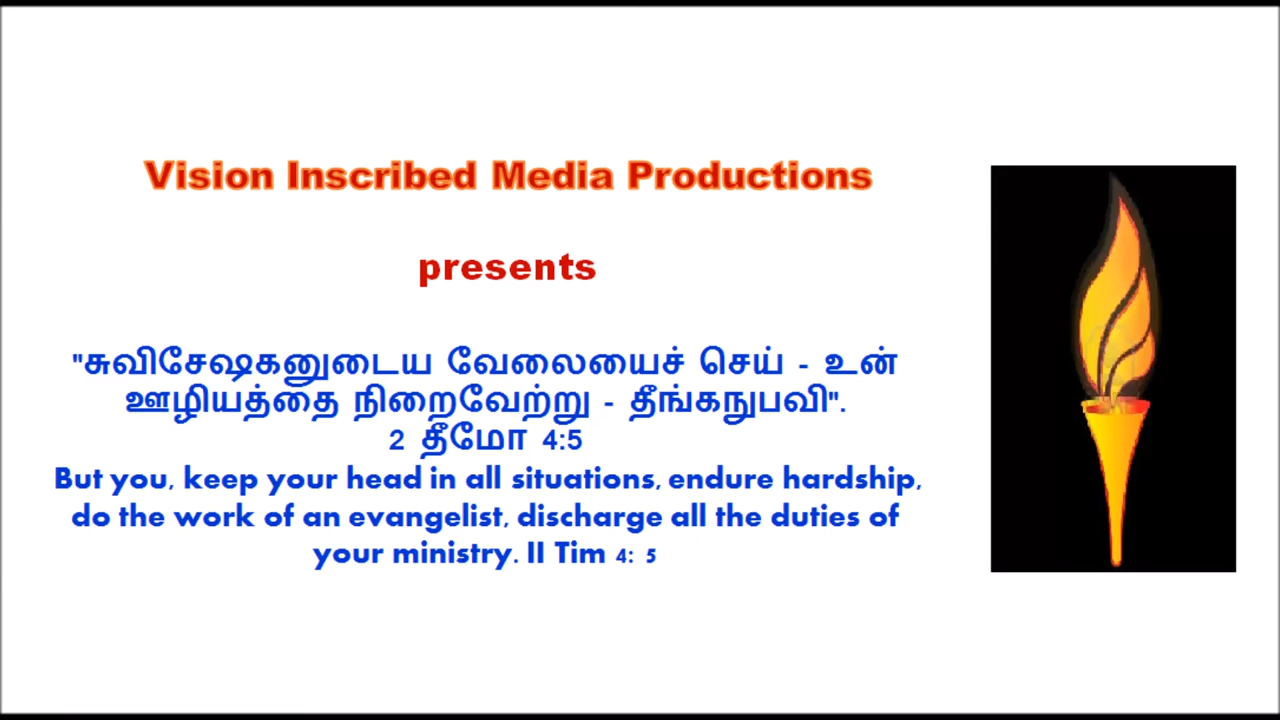 Vision Inscribed Media Productions
presents
"சுவிசேஷகனுடைய வேலையைச் செய் - உன்
ஊழியத்தை நிறைவேற்று - தீங்கநுபவி".
2 தீமோ 4:5
But you, keep your head in all situations, endure hardship,
do the work of an evangelist, discharge all the duties of
your ministry. II Tim 4: 5